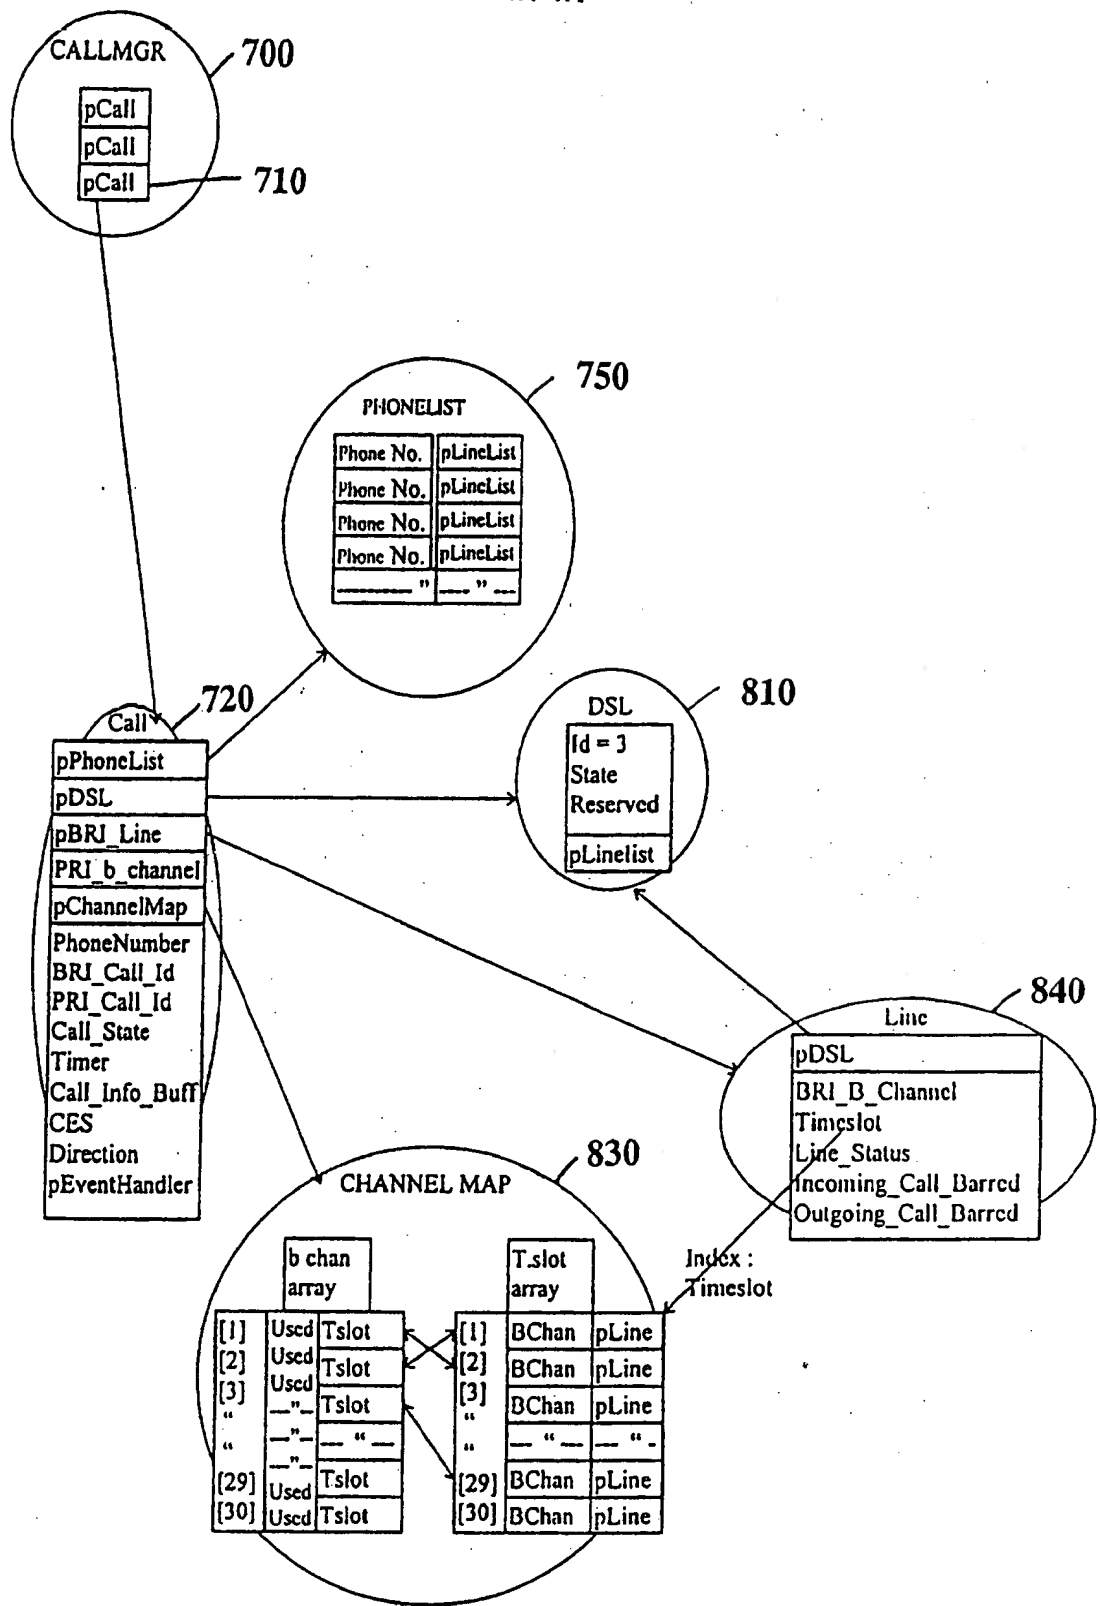 CALLMGR
700
pCall
pCall
pCall
710
750
PHONELIST
Phone No. pLineList
Phone No. pLineList
Phone No. pLineList
Phone No. pLineList
” ”
720
Call
pPhoneList
pDSL
pBRI_Line
PRI_b_channel
pChannelMap
PhoneNumber
BRI_Call_Id
PRI_Call_Id
Call_State
Timer
Call_Info_Buff
CES
Direction
pEventHandler
810
DSL
Id = 3
State
Reserved
pLinelist
840
Line
pDSL
BRI_B_Channel
Timeslot
Line_Status
Incoming_Call_Barred
Outgoing_Call_Barred
830
CHANNEL MAP
Index :
Timeslot
b chan
array
[1] Used Tslot
[2] Used Tslot
[3] Used Tslot
“ ” “
“ ”
”
[29] Used Tslot
[30] Used Tslot
T.slot
array
[1] BChan pLine
[2] BChan pLine
[3] BChan pLine
“ “ “
“
[29] BChan pLine
[30] BChan pLine